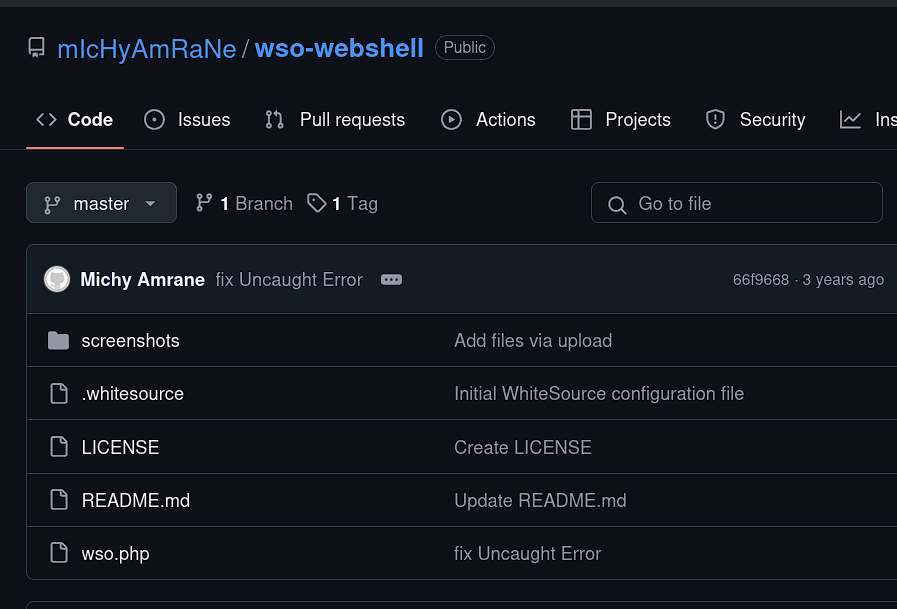 mIcHyAmRaNe / wso-webshell Public
Code Issues Pull requests Actions Projects Security Ins
master 1 Branch 1 Tag Go to file
Michy Amrane fix Uncaught Error 66f9668 · 3 years ago
screenshots Add files via upload
.whitesource Initial WhiteSource configuration file
LICENSE Create LICENSE
README.md Update README.md
wso.php fix Uncaught Error